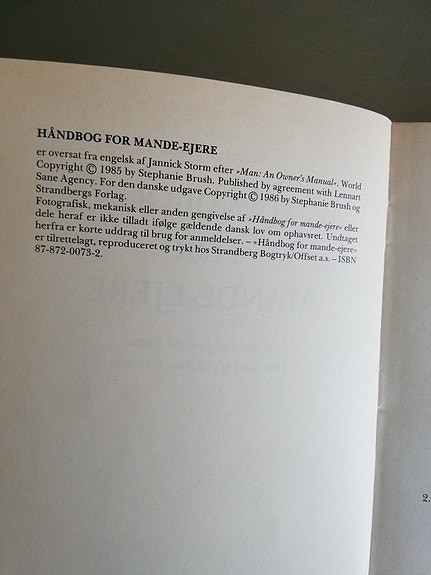 HÅNDBOG FOR MANDE-EJERE
er oversat fra engelsk af Jannick Storm efter »Man: An Owner's Manual«. World
Copyright © 1985 by Stephanie Brush. Published by agreement with Lennart
Sane Agency. For den danske udgave Copyright © 1986 by Stephanie Brush og
Strandbergs Forlag.
Fotografisk, mekanisk eller anden gengivelse af »Håndbog for mande-ejere« eller
dele heraf er ikke tilladt ifølge gældende dansk lov om ophavsret. Undtaget
herfra er korte uddrag til brug for anmeldelser. – »Håndbog for mande-ejere«
er tilrettelagt, reproduceret og trykt hos Strandberg Bogtryk/Offset a.s. – ISBN
87-872-0073-2.
2.